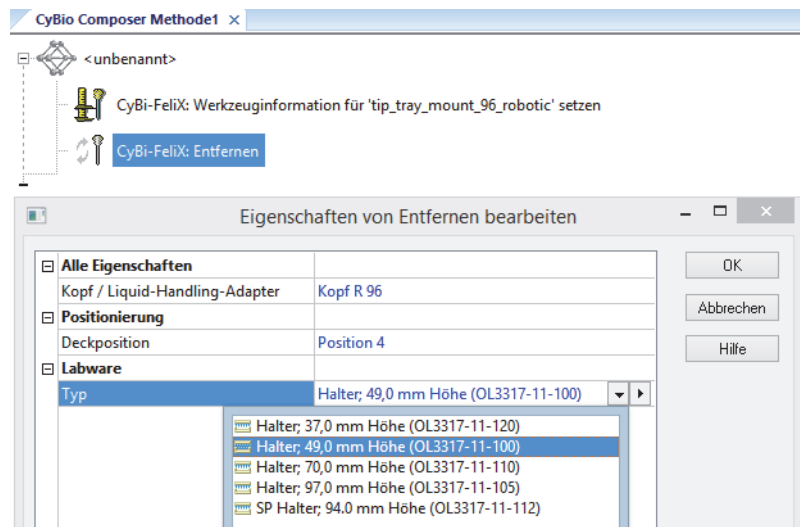 CyBio Composer Methode1 ×
<unbenannt>
CyBi-FeliX: Werkzeuginformation für 'tip_tray_mount_96_robotic' setzen
CyBi-FeliX: Entfernen
Eigenschaften von Entfernen bearbeiten
Alle Eigenschaften
Kopf / Liquid-Handling-Adapter Kopf R 96
Positionierung
Deckposition Position 4
Labware
Typ Halter; 49,0 mm Höhe (OL3317-11-100)
Halter; 37,0 mm Höhe (OL3317-11-120)
Halter; 49,0 mm Höhe (OL3317-11-100)
Halter; 70,0 mm Höhe (OL3317-11-110)
Halter; 97,0 mm Höhe (OL3317-11-105)
SP Halter; 94.0 mm Höhe (OL3317-11-112)
OK
Abbrechen
Hilfe